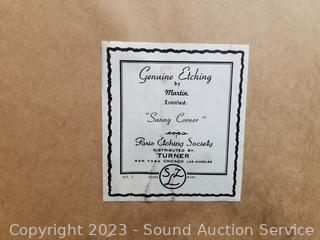 Genuine Etching
by
Martin
Entitled:
"Sunny Corner"
Paris Etching Society
DISTRIBUTED BY
TURNER
NEW YORK CHICAGO LOS ANGELES
Copyright © 2023 - Sound Auction Service